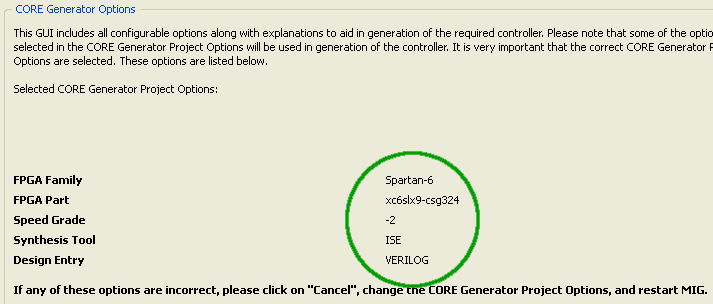 CORE Generator Options
This GUI includes all configurable options along with explanations to aid in generation of the required controller. Please note that some of the optio
selected in the CORE Generator Project Options will be used in generation of the controller. It is very important that the correct CORE Generator P
Options are selected. These options are listed below.
Selected CORE Generator Project Options:
FPGA Family Spartan-6
FPGA Part xc6slx9-csg324
Speed Grade -2
Synthesis Tool ISE
Design Entry VERILOG
If any of these options are incorrect, please click on "Cancel", change the CORE Generator Project Options, and restart MIG.